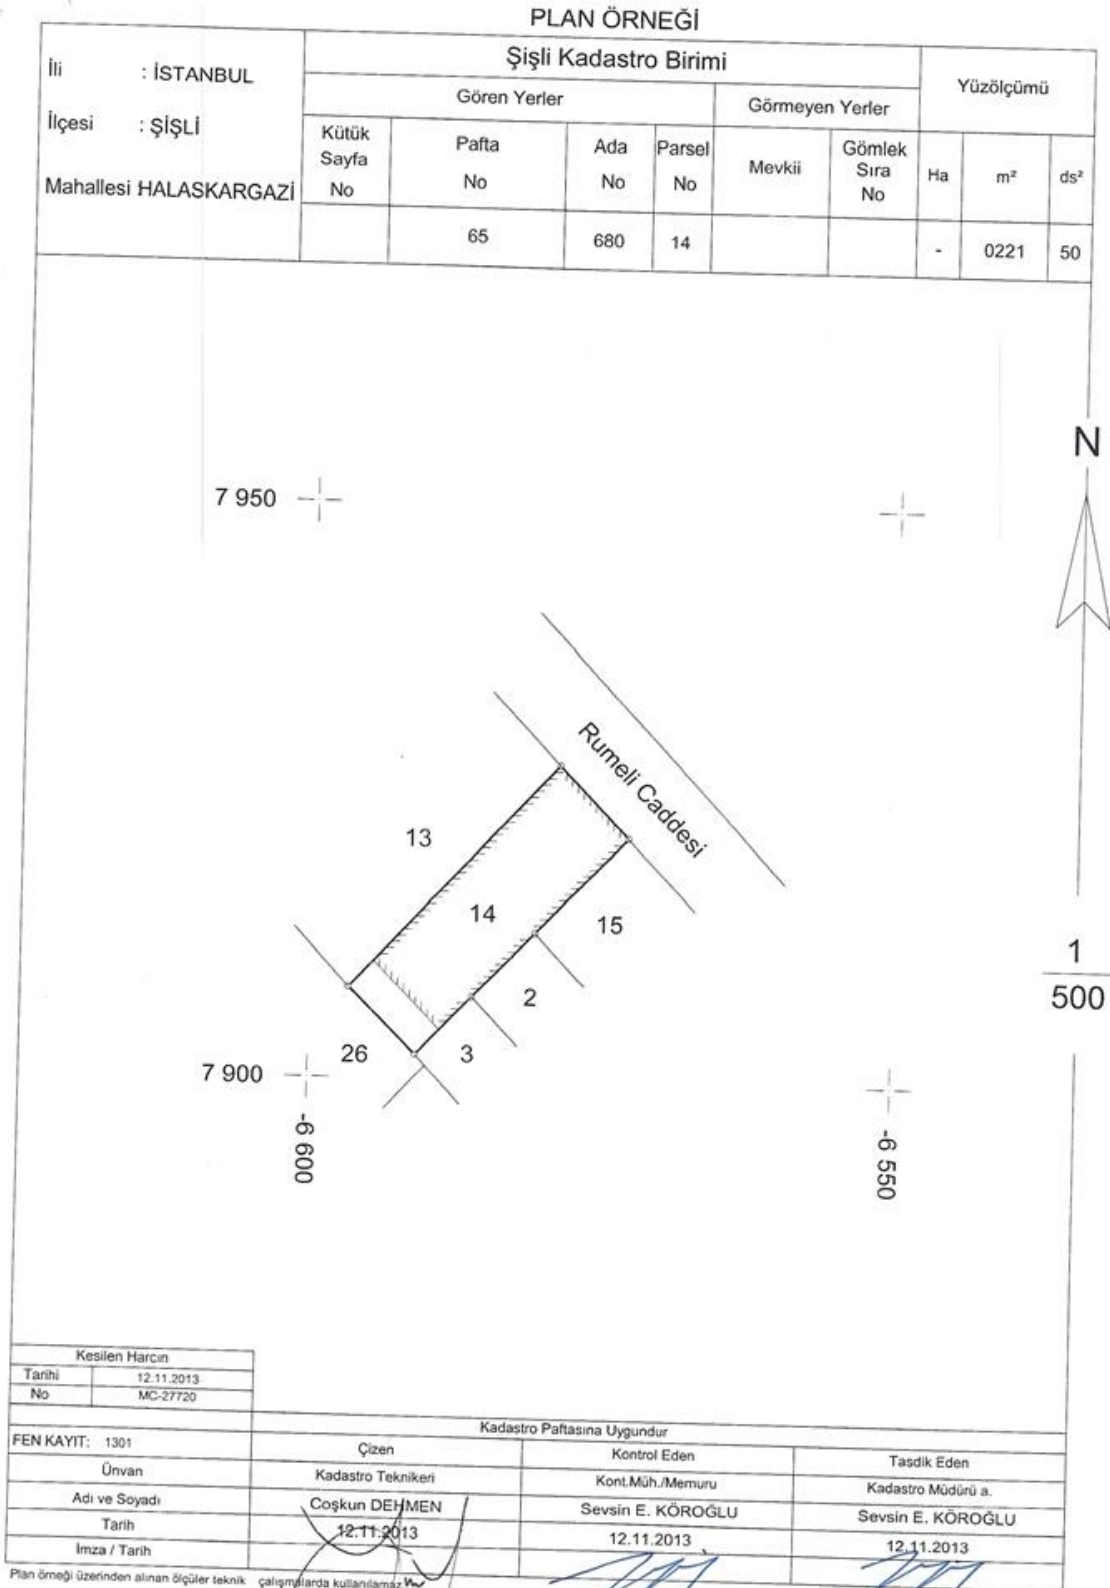 PLAN ÖRNEĞİ
İli : İSTANBUL
İlçesi : ŞİŞLİ
Mahallesi : HALASKARGAZİ
Şişli Kadastro Birimi
Yüzölçümü
Gören Yerler
Görmeyen Yerler
Kütük Sayfa No
Pafta No
Ada No
Parsel No
Mevkii
Gömlek Sıra No
Ha
m²
ds²
65
680
14
-
0221
50
N
7 950
Rumeli Caddesi
13
14
15
2
3
26
1
500
7 900
-6 600
-6 550
Kesilen Harcın
Tarihi 12.11.2013
No MC-27720
Kadastro Paftasına Uygundur
FEN KAYIT: 1301
Çizen
Kontrol Eden
Tasdik Eden
Ünvan
Kadastro Teknikeri
Kont.Müh./Memuru
Kadastro Müdürü a.
Adı ve Soyadı
Coşkun DEHMEN
Sevsin E. KÖROĞLU
Sevsin E. KÖROĞLU
Tarih
12.11.2013
12.11.2013
12.11.2013
İmza / Tarih
Plan örneği üzerinden alınan ölçüler teknik çalışmalarda kullanılamaz